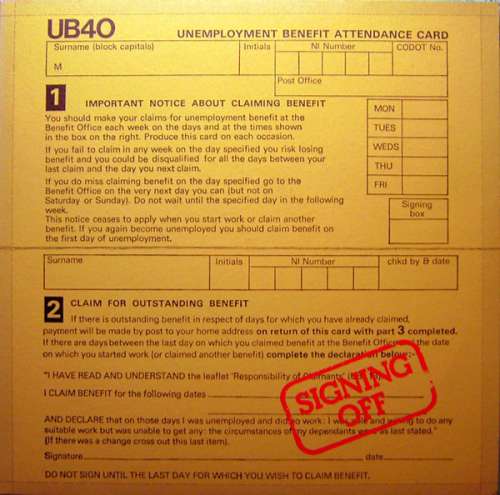 UB40 UNEMPLOYMENT BENEFIT ATTENDANCE CARD
Surname (block capitals) Initials NI Number CODOT No.
M
Post Office
1 IMPORTANT NOTICE ABOUT CLAIMING BENEFIT
You should make your claims for unemployment benefit at the
Benefit Office each week on the days and at the times shown
in the box on the right. Produce this card on each occasion.
If you fail to claim in any week on the day specified you risk losing
benefit and you could be disqualified for all the days between your
last claim and the day you next claim.
If you do miss claiming benefit on the day specified go to the
Benefit Office on the very next day you can (but not on
Saturday or Sunday). Do not wait until the specified day in the following
week.
This notice ceases to apply when you start work or claim another
benefit. If you again become unemployed you should claim benefit on
the first day of unemployment.
MON
TUES
WEDS
THU
FRI
Signing
box
Surname Initials NI Number chkd by & date
2 CLAIM FOR OUTSTANDING BENEFIT
If there is outstanding benefit in respect of days for which you have already claimed,
payment will be made by post to your home address on return of this card with part 3 completed.
If there are days between the last day on which you claimed benefit at the Benefit Office and the date
on which you started work (or claimed another benefit) complete the declaration below:-
"I HAVE READ AND UNDERSTAND the leaflet 'Responsibility of Claimants'
I CLAIM BENEFIT for the following dates
AND DECLARE that on those days I was unemployed and did no work: I was able and willing to do any
suitable work but was unable to get any: the circumstances of my dependants were as last stated."
(If there was a change cross out this last item).
Signature date
DO NOT SIGN UNTIL THE LAST DAY FOR WHICH YOU WISH TO CLAIM BENEFIT.
SIGNING
OFF